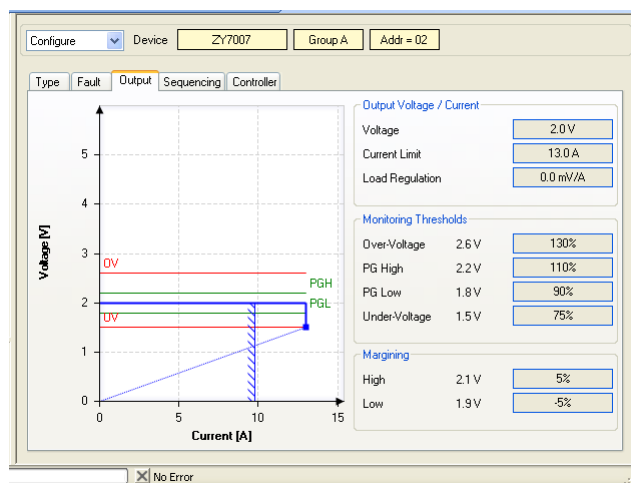 Configure Device ZY7007 Group A Addr = 02
Type Fault Output Sequencing Controller
Voltage [V]
5
4
3
2
1
0
OV
PGH
PGL
UV
0 5 10 15
Current [A]
Output Voltage / Current
Voltage 2.0 V
Current Limit 13.0 A
Load Regulation 0.0 mV/A
Monitoring Thresholds
Over-Voltage 2.6 V 130%
PG High 2.2 V 110%
PG Low 1.8 V 90%
Under-Voltage 1.5 V 75%
Margining
High 2.1 V 5%
Low 1.9 V -5%
No Error